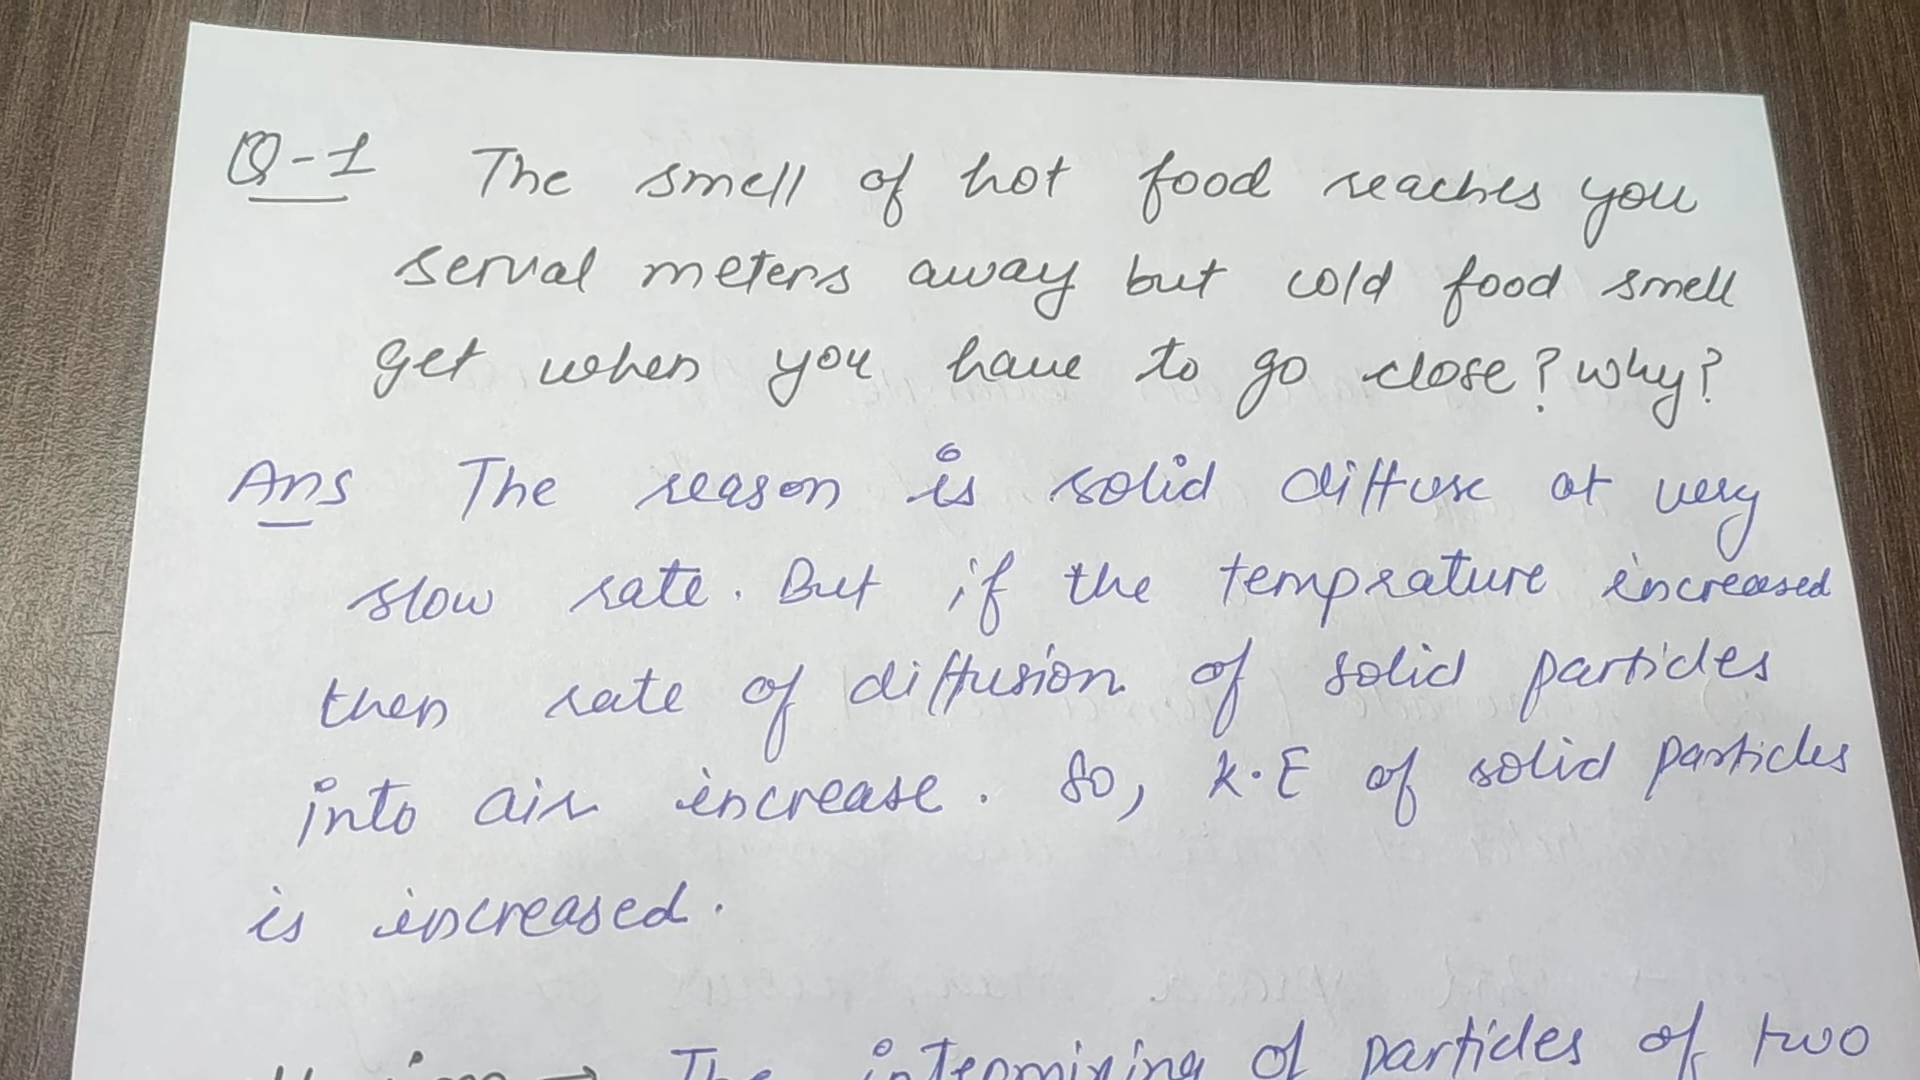 Q-1 The smell of hot food reaches you
serval meters away but cold food smell
get when you have to go close? why?
Ans The reason is solid diffuse at very
slow rate. But if the temprature increased
then rate of diffusion of solid particles
into air increase. So, K.E of solid particles
is increased.
→ The intermixing of particles of two